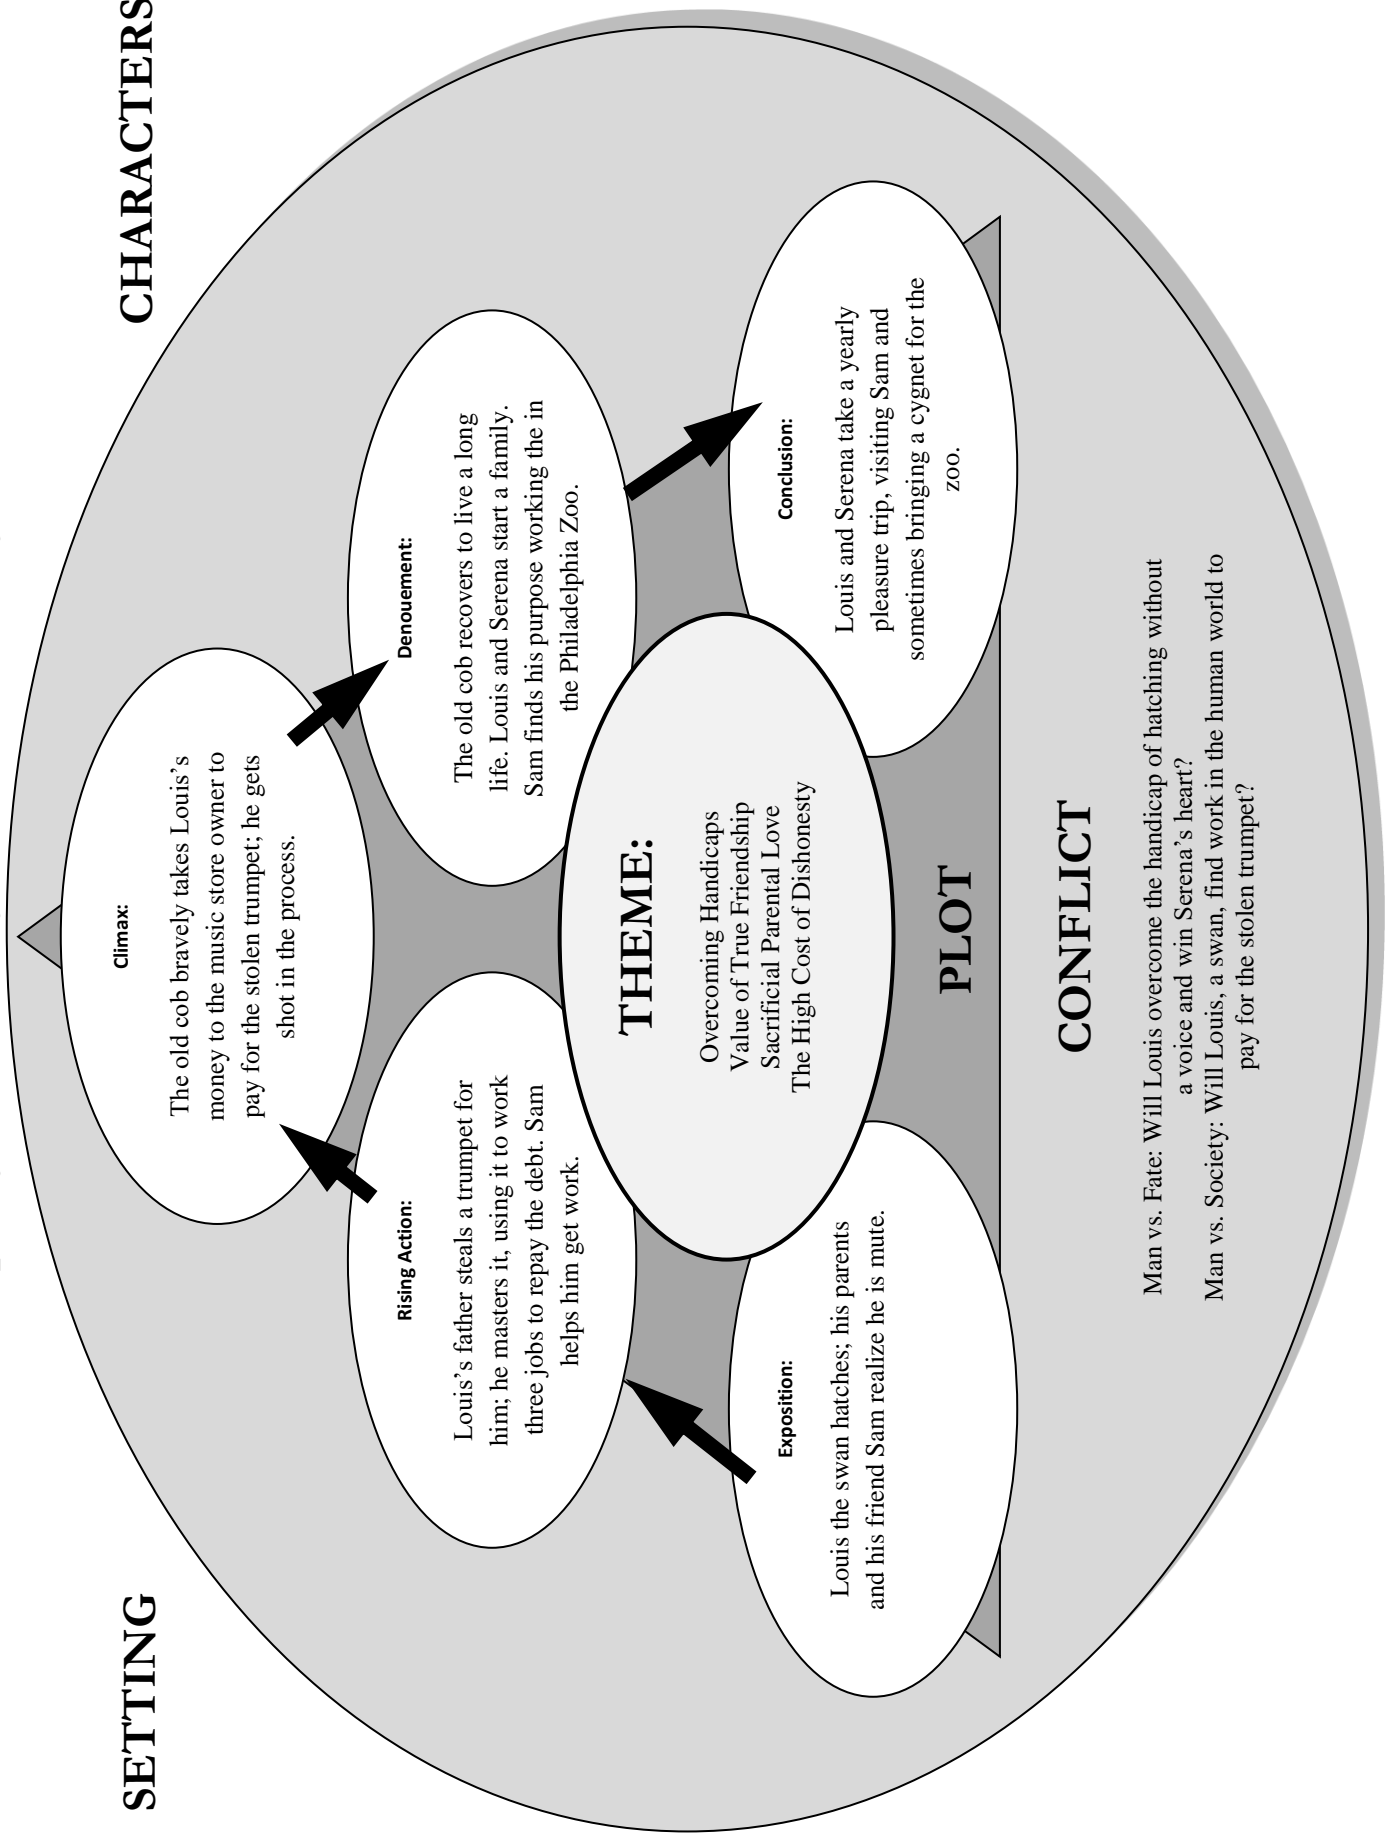 SETTING
CHARACTERS
Climax:
The old cob bravely takes Louis's
money to the music store owner to
pay for the stolen trumpet; he gets
shot in the process.
Rising Action:
Louis's father steals a trumpet for
him; he masters it, using it to work
three jobs to repay the debt. Sam
helps him get work.
Denouement:
The old cob recovers to live a long
life. Louis and Serena start a family.
Sam finds his purpose working the in
the Philadelphia Zoo.
THEME:
Overcoming Handicaps
Value of True Friendship
Sacrificial Parental Love
The High Cost of Dishonesty
Exposition:
Louis the swan hatches; his parents
and his friend Sam realize he is mute.
Conclusion:
Louis and Serena take a yearly
pleasure trip, visiting Sam and
sometimes bringing a cygnet for the
zoo.
PLOT
CONFLICT
Man vs. Fate: Will Louis overcome the handicap of hatching without
a voice and win Serena's heart?
Man vs. Society: Will Louis, a swan, find work in the human world to
pay for the stolen trumpet?